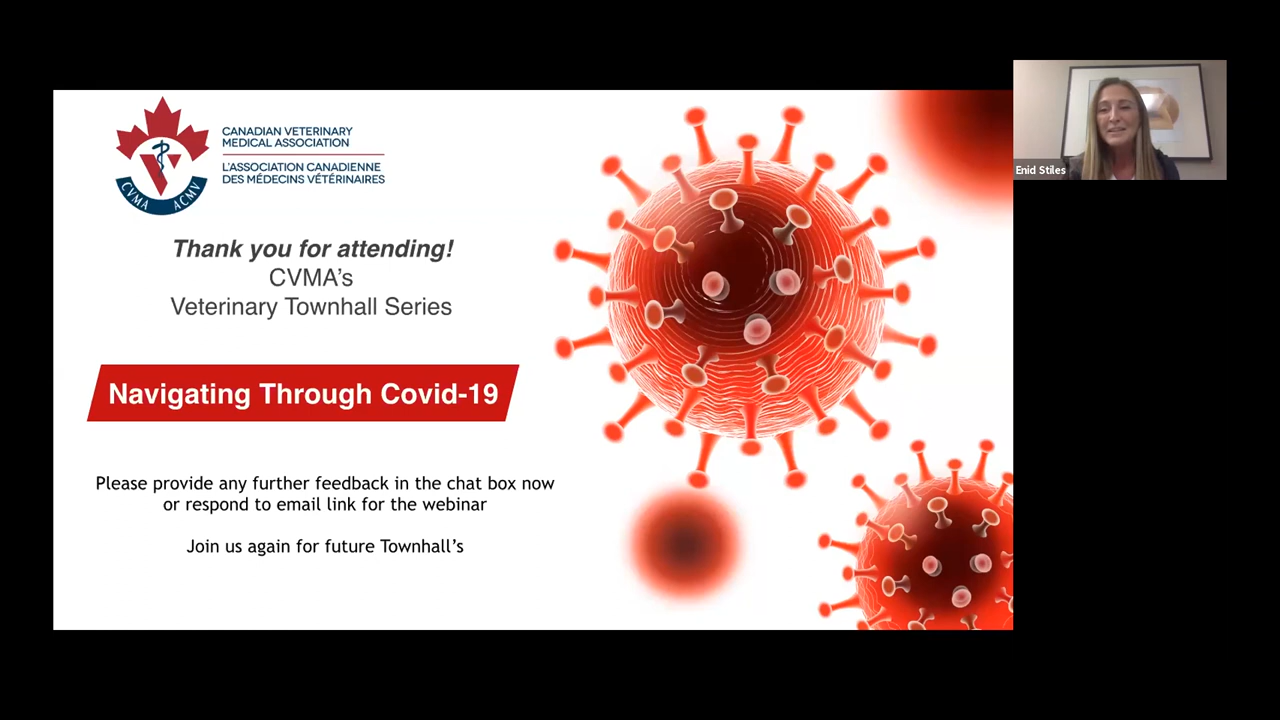 CANADIAN VETERINARY
MEDICAL ASSOCIATION
L'ASSOCIATION CANADIENNE
DES MÉDECINS VÉTÉRINAIRES
CVMA ACMV
Thank you for attending!
CVMA's
Veterinary Townhall Series
Navigating Through Covid-19
Please provide any further feedback in the chat box now
or respond to email link for the webinar
Join us again for future Townhall's
Enid Stiles